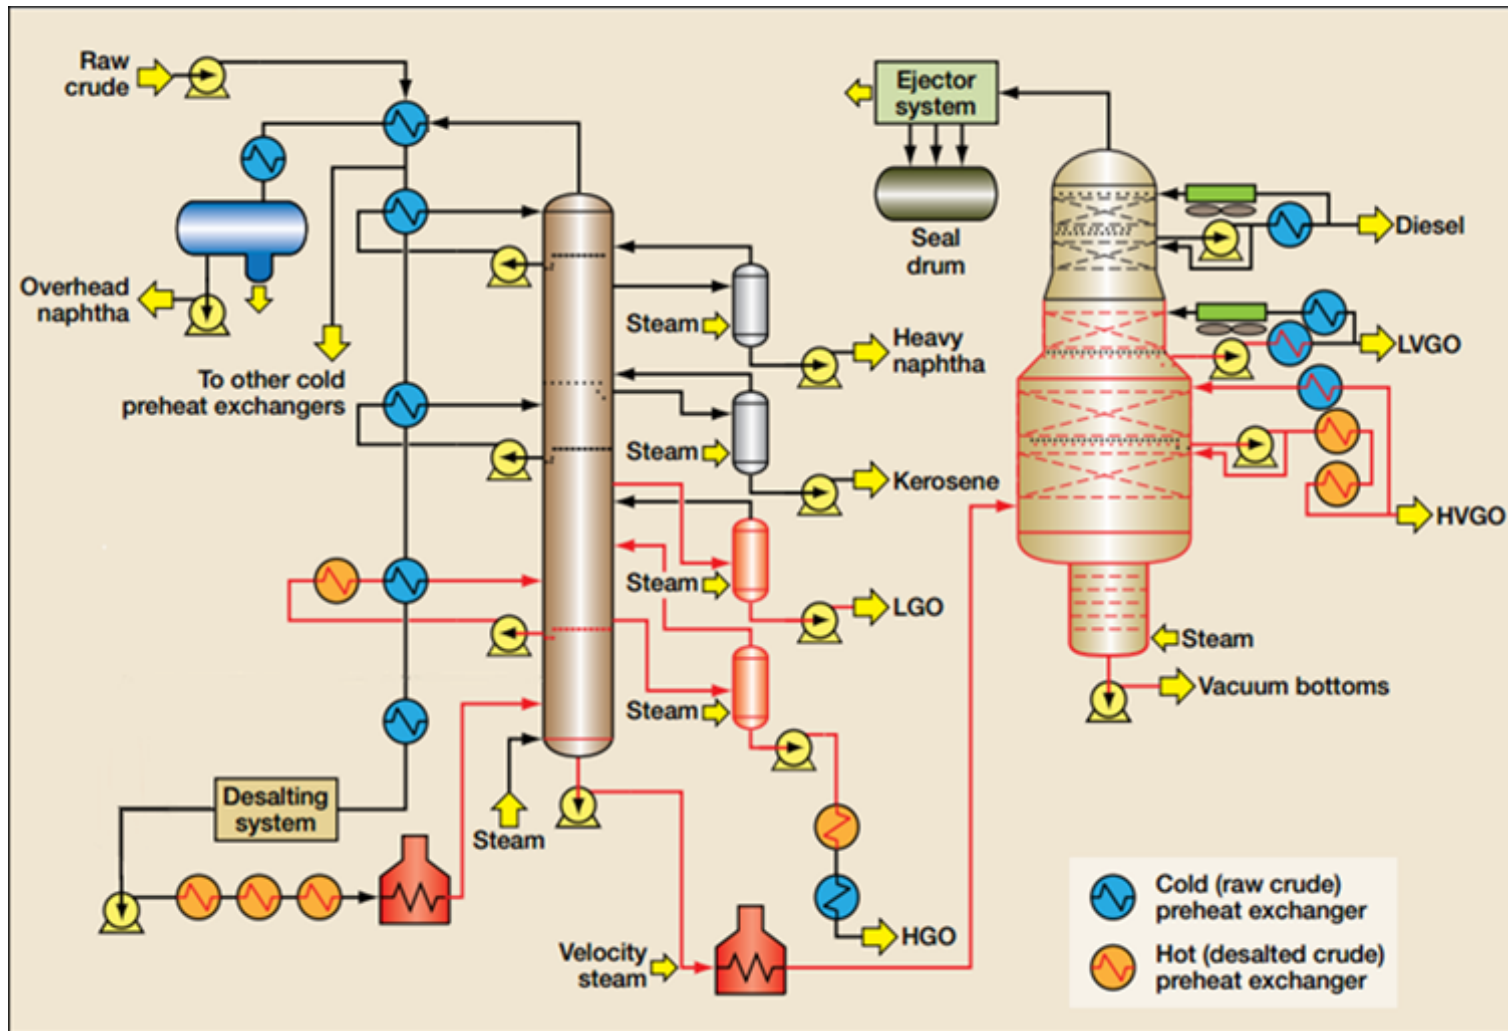 Raw
crude
Ejector
system
Seal
drum
Diesel
Overhead
naphtha
To other cold
preheat exchangers
Steam
Heavy
naphtha
LVGO
Steam
Kerosene
HVGO
Steam
LGO
Steam
Vacuum bottoms
Steam
Desalting
system
Steam
HGO
Velocity
steam
Cold (raw crude)
preheat exchanger
Hot (desalted crude)
preheat exchanger